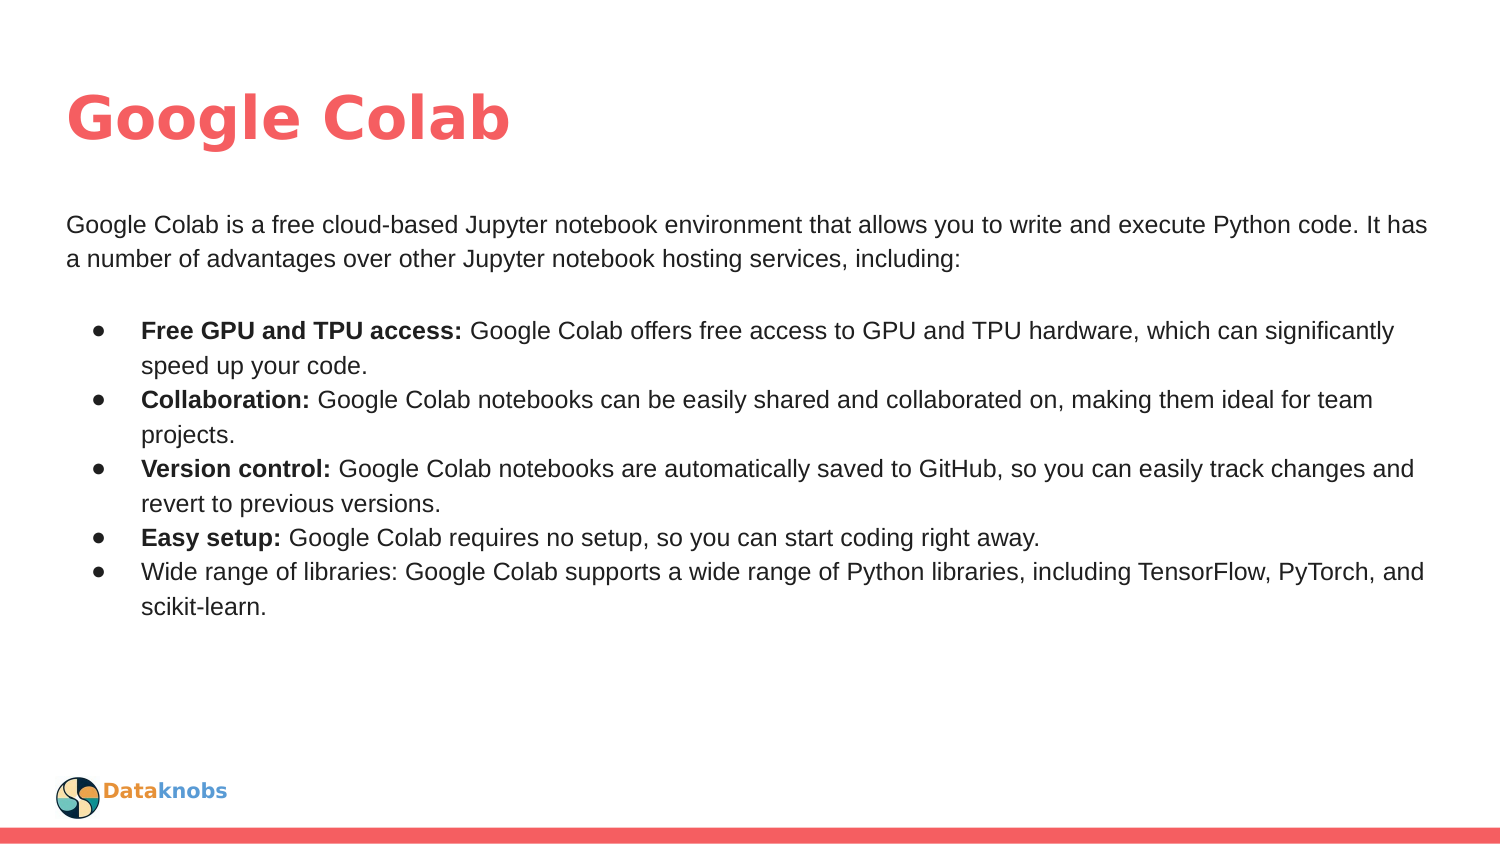 Google Colab
Google Colab is a free cloud-based Jupyter notebook environment that allows you to write and execute Python code. It has
a number of advantages over other Jupyter notebook hosting services, including:
● Free GPU and TPU access: Google Colab offers free access to GPU and TPU hardware, which can significantly
speed up your code.
● Collaboration: Google Colab notebooks can be easily shared and collaborated on, making them ideal for team
projects.
● Version control: Google Colab notebooks are automatically saved to GitHub, so you can easily track changes and
revert to previous versions.
● Easy setup: Google Colab requires no setup, so you can start coding right away.
● Wide range of libraries: Google Colab supports a wide range of Python libraries, including TensorFlow, PyTorch, and
scikit-learn.
Dataknobs